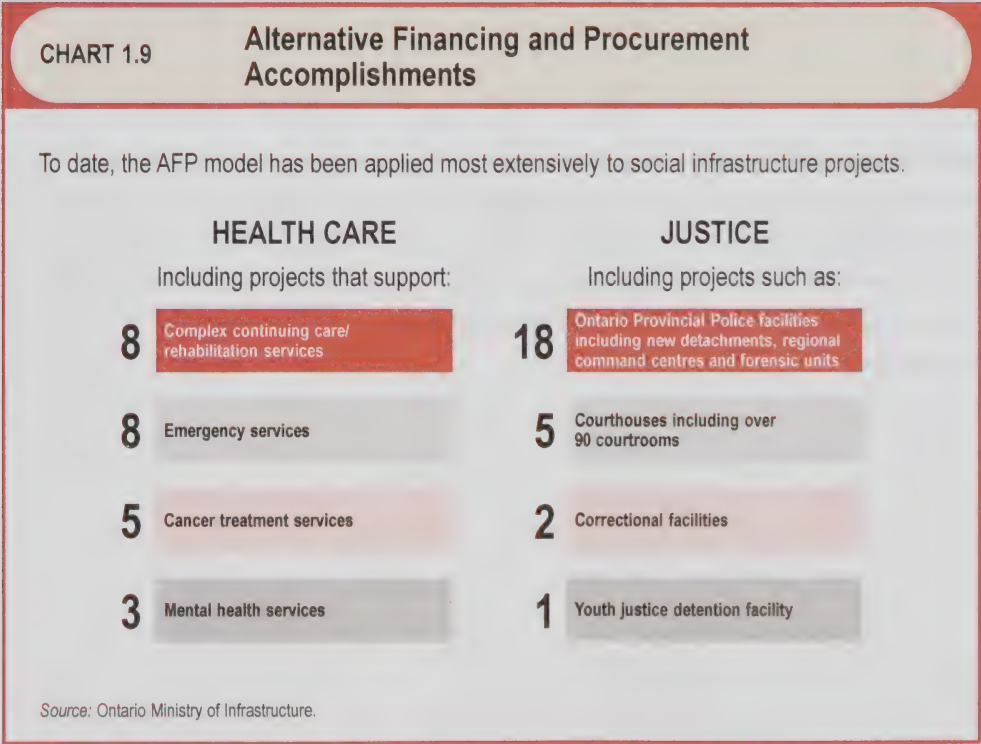 CHART 1.9
Alternative Financing and Procurement
Accomplishments
To date, the AFP model has been applied most extensively to social infrastructure projects.
HEALTH CARE
Including projects that support:
8
Complex continuing care/
rehabilitation services
8
Emergency services
5
Cancer treatment services
3
Mental health services
JUSTICE
Including projects such as:
18
Ontario Provincial Police facilities
including new detachments, regional
command centres and forensic units
5
Courthouses including over
90 courtrooms
2
Correctional facilities
1
Youth justice detention facility
Source: Ontario Ministry of Infrastructure.